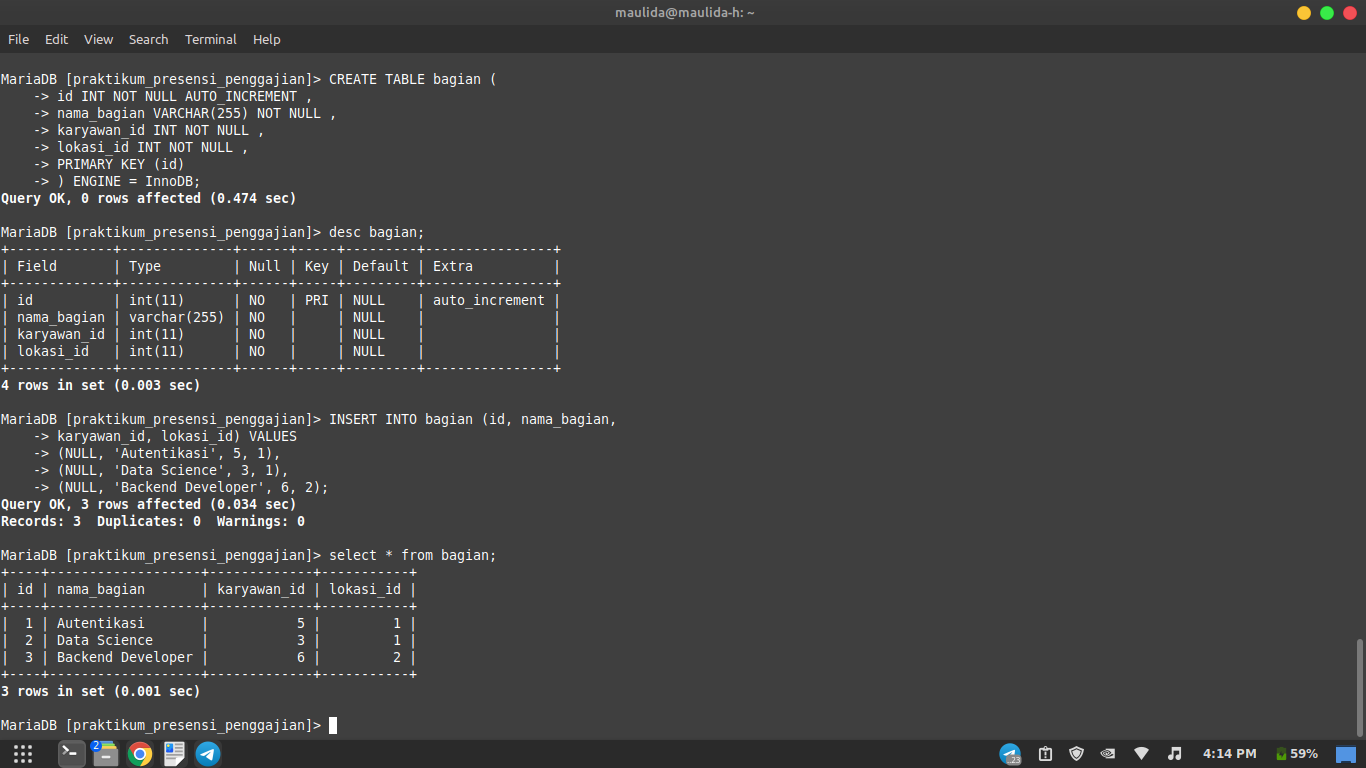 maulida@maulida-h: ~
File Edit View Search Terminal Help
MariaDB [praktikum_presensi_penggajian]> CREATE TABLE bagian (
    -> id INT NOT NULL AUTO_INCREMENT ,
    -> nama_bagian VARCHAR(255) NOT NULL ,
    -> karyawan_id INT NOT NULL ,
    -> lokasi_id INT NOT NULL ,
    -> PRIMARY KEY (id)
    -> ) ENGINE = InnoDB;
Query OK, 0 rows affected (0.474 sec)
MariaDB [praktikum_presensi_penggajian]> desc bagian;
+-------------+--------------+------+-----+---------+----------------+
| Field       | Type         | Null | Key | Default | Extra          |
+-------------+--------------+------+-----+---------+----------------+
| id          | int(11)      | NO   | PRI | NULL    | auto_increment |
| nama_bagian | varchar(255) | NO   |     | NULL    |                |
| karyawan_id | int(11)      | NO   |     | NULL    |                |
| lokasi_id   | int(11)      | NO   |     | NULL    |                |
+-------------+--------------+------+-----+---------+----------------+
4 rows in set (0.003 sec)
MariaDB [praktikum_presensi_penggajian]> INSERT INTO bagian (id, nama_bagian,
    -> karyawan_id, lokasi_id) VALUES
    -> (NULL, 'Autentikasi', 5, 1),
    -> (NULL, 'Data Science', 3, 1),
    -> (NULL, 'Backend Developer', 6, 2);
Query OK, 3 rows affected (0.034 sec)
Records: 3  Duplicates: 0  Warnings: 0
MariaDB [praktikum_presensi_penggajian]> select * from bagian;
+----+-------------------+-------------+-----------+
| id | nama_bagian       | karyawan_id | lokasi_id |
+----+-------------------+-------------+-----------+
|  1 | Autentikasi       |           5 |         1 |
|  2 | Data Science      |           3 |         1 |
|  3 | Backend Developer |           6 |         2 |
+----+-------------------+-------------+-----------+
3 rows in set (0.001 sec)
MariaDB [praktikum_presensi_penggajian]>
2 23 4:14 PM 59%